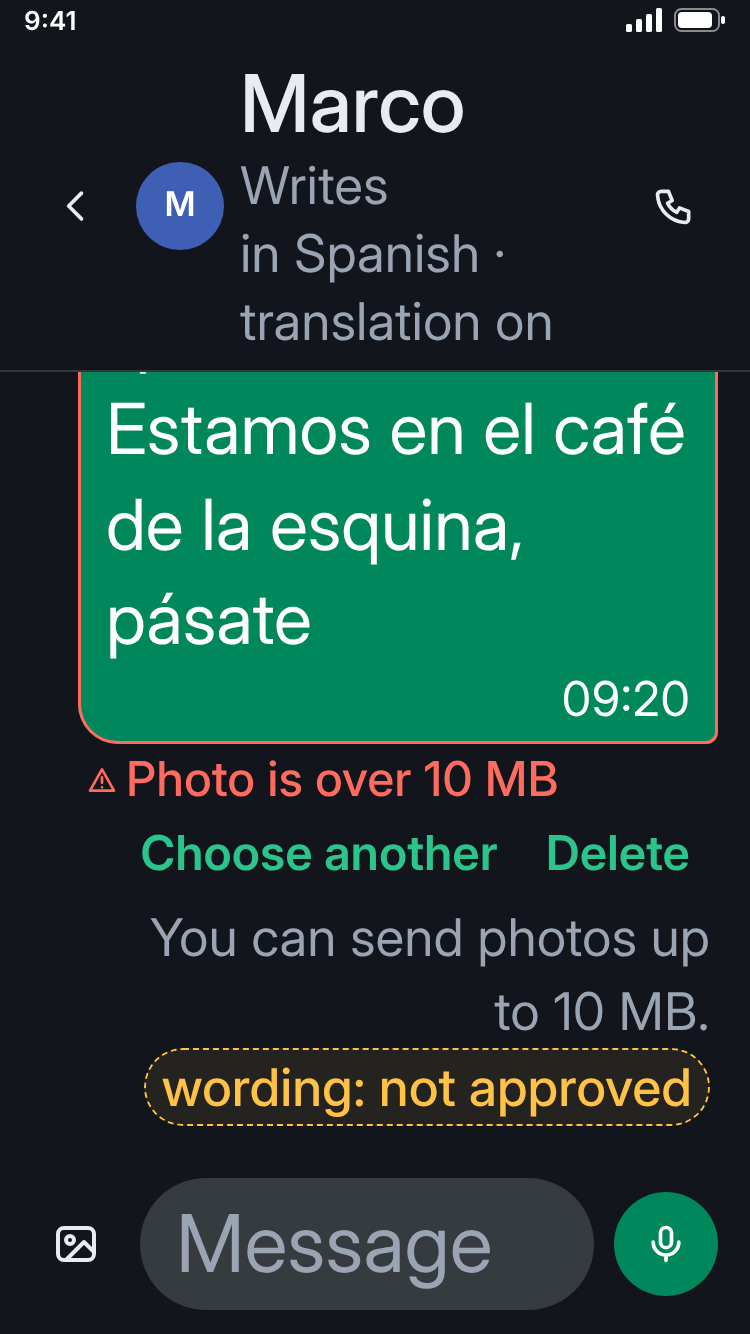 9:41
Marco
M
Writes
in Spanish ·
translation on
Estamos en el café
de la esquina,
pásate
09:20
Photo is over 10 MB
Choose another Delete
You can send photos up
to 10 MB.
wording: not approved
Message